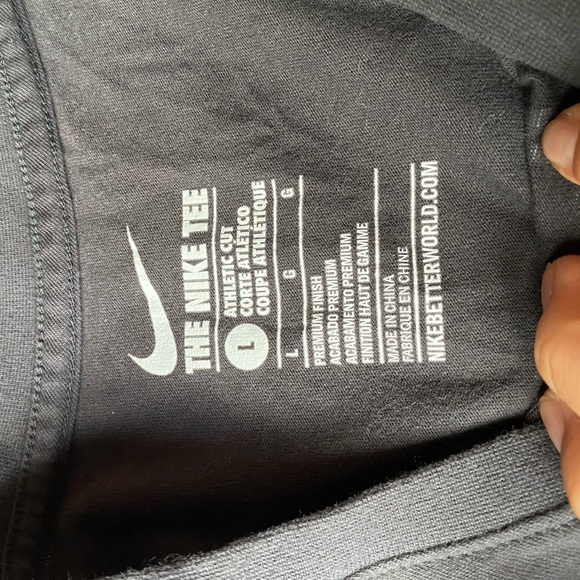 THE NIKE TEE
L
ATHLETIC CUT
CORTE ATLÉTICO
COUPE ATHLÉTIQUE
L G G
PREMIUM FINISH
ACABADO PREMIUM
ACABAMENTO PREMIUM
FINITION HAUT DE GAMME
MADE IN CHINA
FABRIQUÉ EN CHINE
NIKEBETTERWORLD.COM